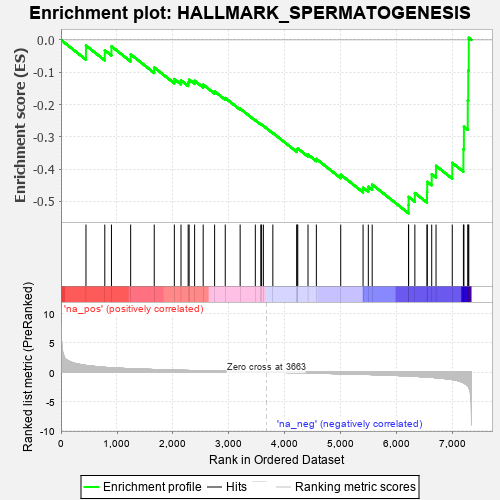 Enrichment plot: HALLMARK_SPERMATOGENESIS
Enrichment score (ES)
0.0
-0.1
-0.2
-0.3
-0.4
-0.5
'na_pos' (positively correlated)
Ranked list metric (PreRanked)
10
5
0
-5
-10
Zero cross at 3663
'na_neg' (negatively correlated)
0
1,000
2,000
3,000
4,000
5,000
6,000
7,000
Rank in Ordered Dataset
Enrichment profile
Hits
Ranking metric scores